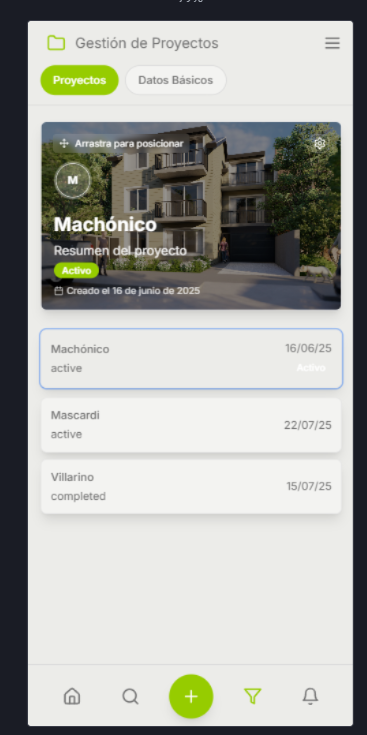 Gestión de Proyectos
Proyectos
Datos Básicos
Arrastra para posicionar
M
Machónico
Resumen del proyecto
Activo
Creado el 16 de junio de 2025
Machónico
16/06/25
active
Activo
Mascardi
22/07/25
active
Villarino
15/07/25
completed